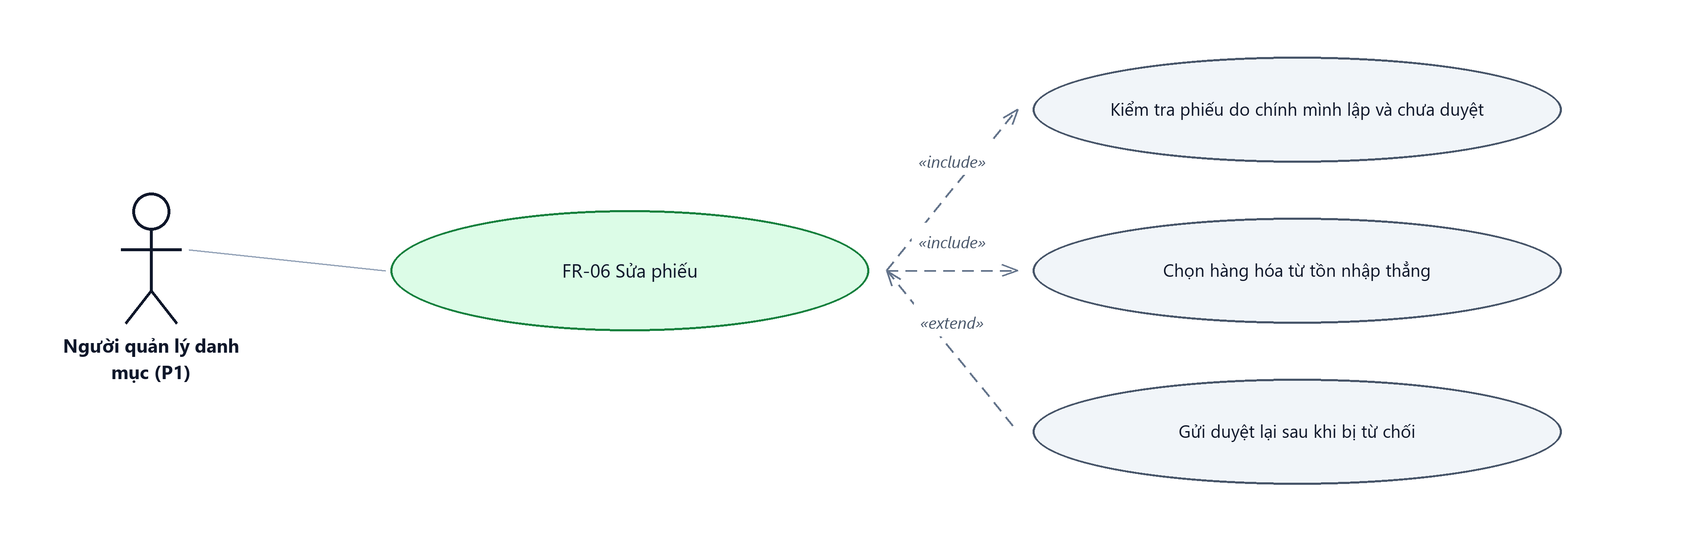 Kiểm tra phiếu do chính mình lập và chưa duyệt
«include»
«include»
FR-06 Sửa phiếu
Chọn hàng hóa từ tồn nhập thẳng
«extend»
Người quản lý danh
mục (P1)
Gửi duyệt lại sau khi bị từ chối